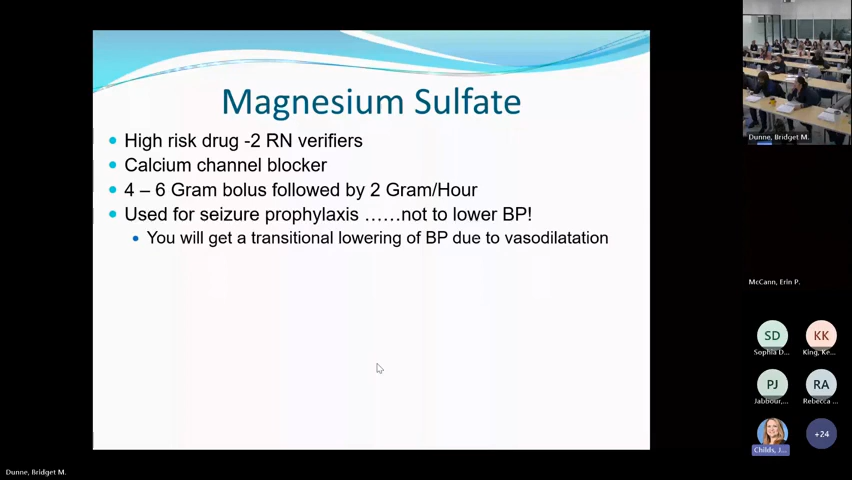 Magnesium Sulfate
High risk drug -2 RN verifiers
Calcium channel blocker
4 – 6 Gram bolus followed by 2 Gram/Hour
Used for seizure prophylaxis ……not to lower BP!
You will get a transitional lowering of BP due to vasodilatation
Dunne, Bridget M.
McCann, Erin P.
SD
KK
Sophia D...
King, Ke...
PJ
RA
Jabbour,...
Rebecca ...
+24
Childs, J...
Dunne, Bridget M.